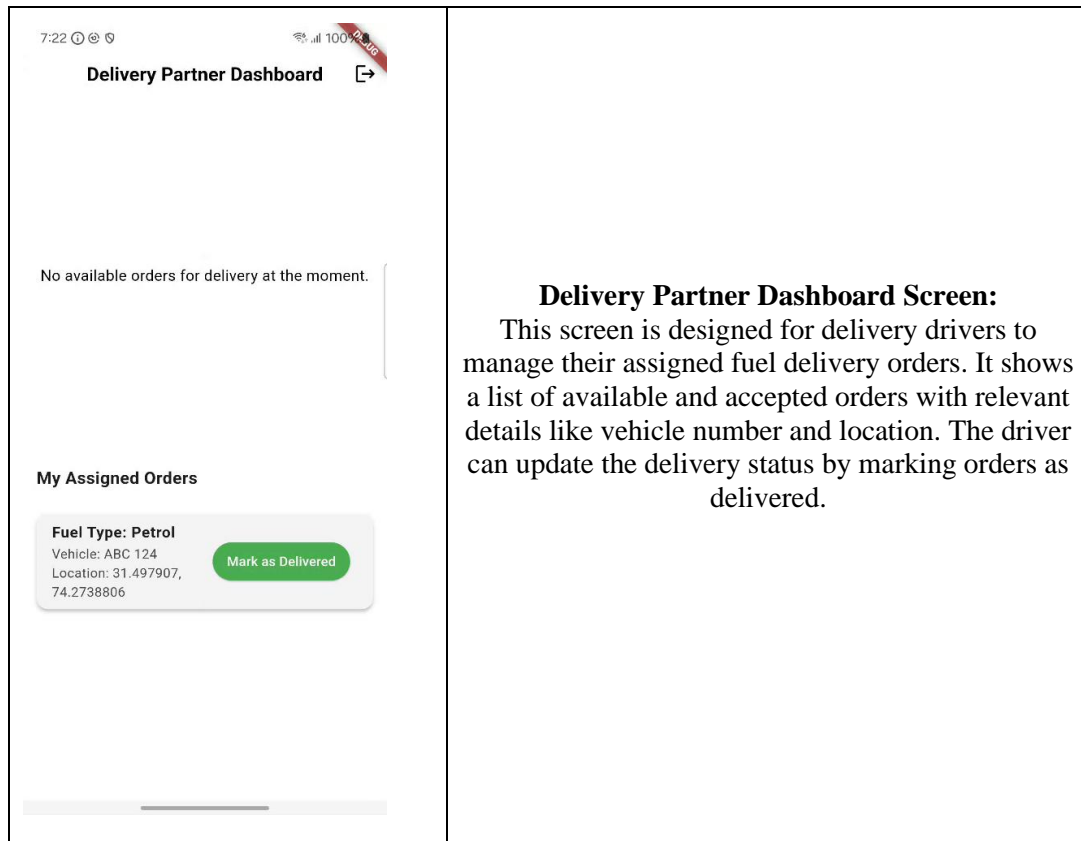 7:22
100%
DEBUG
Delivery Partner Dashboard
No available orders for delivery at the moment.
My Assigned Orders
Fuel Type: Petrol
Vehicle: ABC 124
Location: 31.497907,
74.2738806
Mark as Delivered
Delivery Partner Dashboard Screen:
This screen is designed for delivery drivers to
manage their assigned fuel delivery orders. It shows
a list of available and accepted orders with relevant
details like vehicle number and location. The driver
can update the delivery status by marking orders as
delivered.